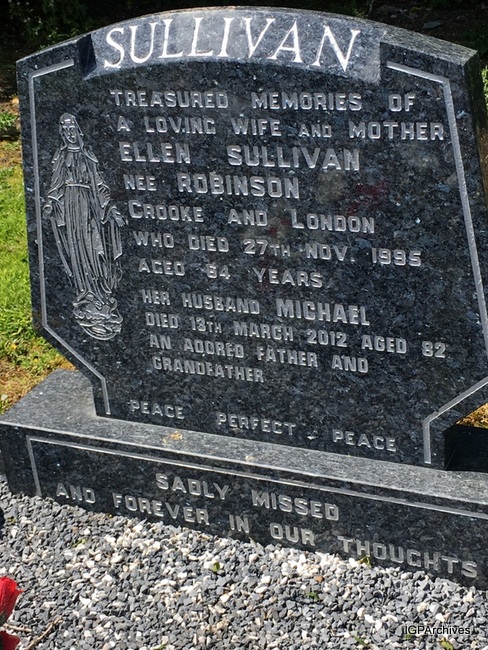 SULLIVAN
TREASURED MEMORIES OF
A LOVING WIFE AND MOTHER
ELLEN SULLIVAN
NEE ROBINSON
CROOKE AND LONDON
WHO DIED 27TH NOV. 1995
AGED 64 YEARS
HER HUSBAND MICHAEL
DIED 13TH MARCH 2012 AGED 82
AN ADORED FATHER AND
GRANDFATHER
PEACE PERFECT PEACE
SADLY MISSED
AND FOREVER IN OUR THOUGHTS
IGPArchives